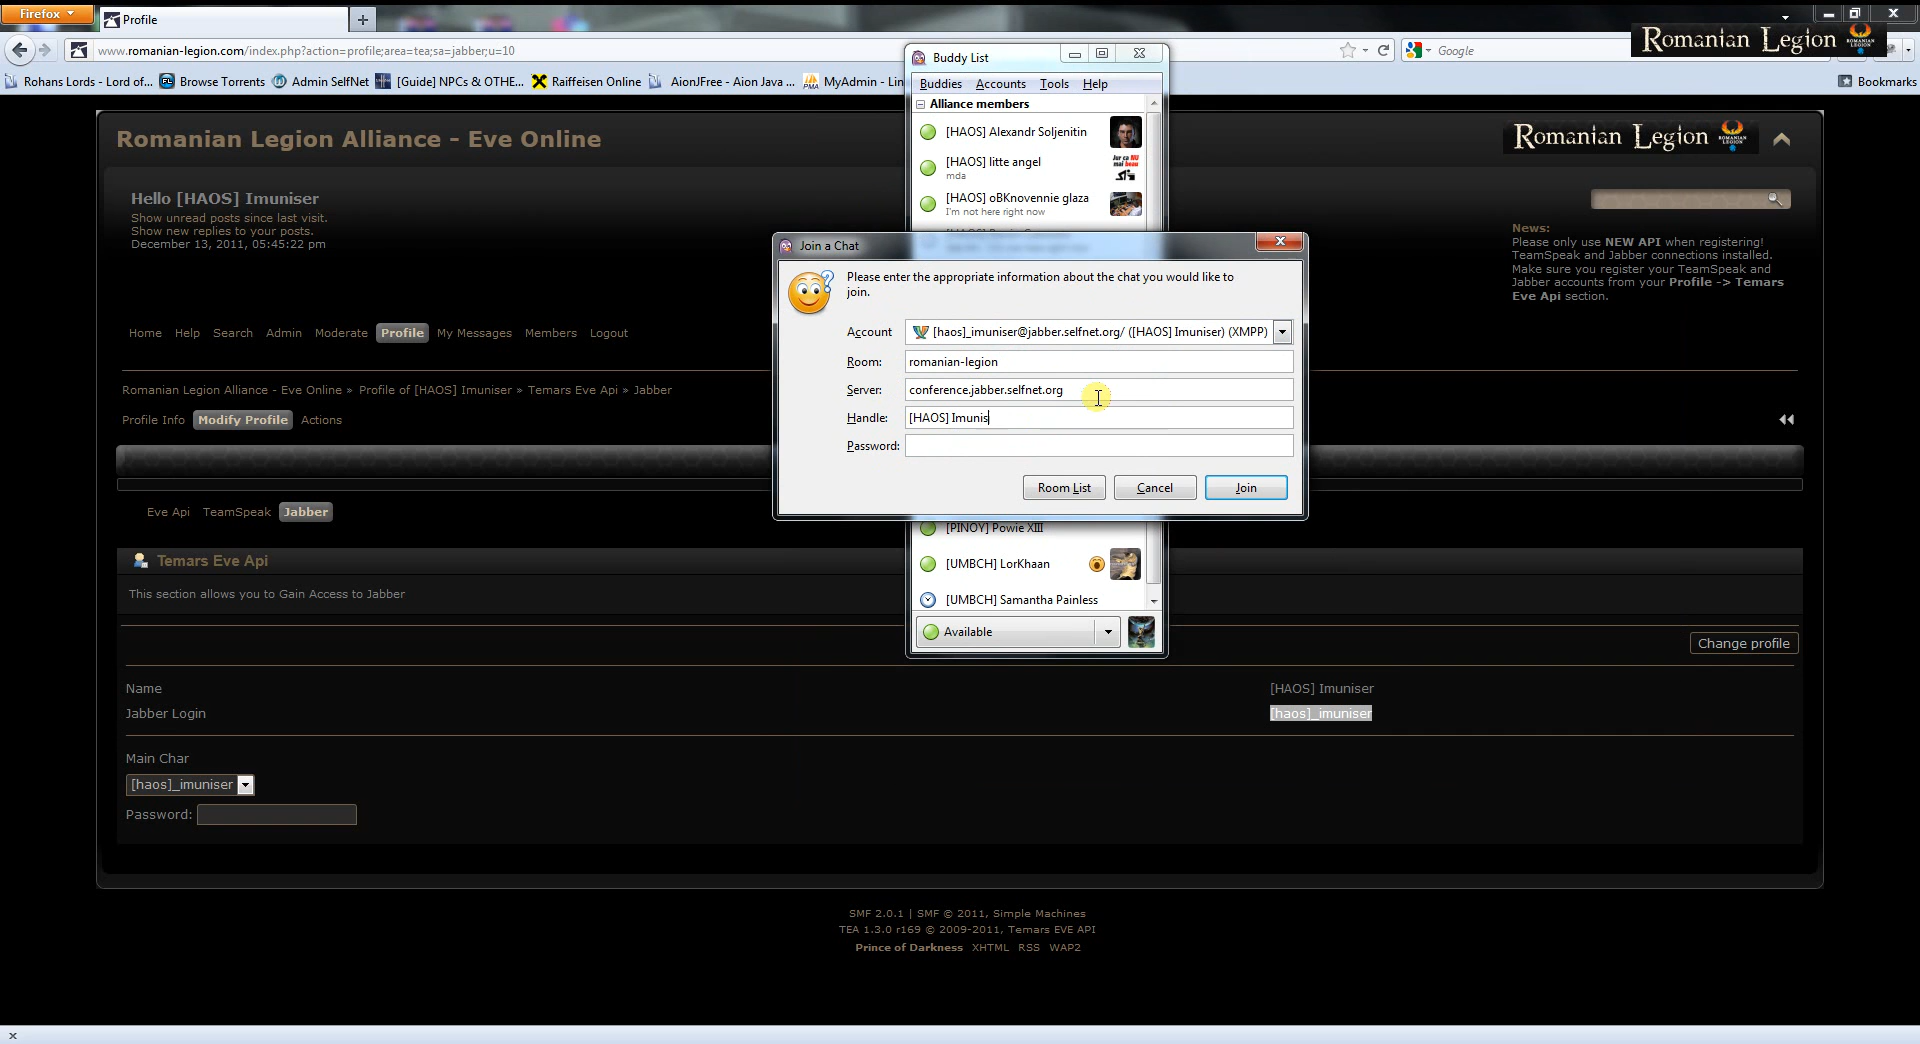 Firefox
Profile
www.romanian-legion.com/index.php?action=profile;area=tea;sa=jabber;u=10
Google
Romanian Legion
Rohans Lords - Lord of...
Browse Torrents
Admin SelfNet
[Guide] NPCs & OTHE...
Raiffeisen Online
AionJFree - Aion Java ...
MyAdmin - Lin
Bookmarks
Buddy List
Buddies Accounts Tools Help
Alliance members
[HAOS] Alexandr Soljenitin
[HAOS] litte angel
mda
Jur ca NU
mai beau
[HAOS] oBKnovennie glaza
I'm not here right now
Romanian Legion Alliance - Eve Online
Romanian Legion
Hello [HAOS] Imuniser
Show unread posts since last visit.
Show new replies to your posts.
December 13, 2011, 05:45:22 pm
News:
Please only use NEW API when registering!
TeamSpeak and Jabber connections installed.
Make sure you register your TeamSpeak and
Jabber accounts from your Profile -> Temars
Eve Api section.
Home Help Search Admin Moderate Profile My Messages Members Logout
Romanian Legion Alliance - Eve Online » Profile of [HAOS] Imuniser » Temars Eve Api » Jabber
Profile Info Modify Profile Actions
Join a Chat
Please enter the appropriate information about the chat you would like to
join.
Account [haos]_imuniser@jabber.selfnet.org/ ([HAOS] Imuniser) (XMPP)
Room: romanian-legion
Server: conference.jabber.selfnet.org
Handle: [HAOS] Imunis
Password:
Room List Cancel Join
Eve Api TeamSpeak Jabber
[PINOY] Powie XIII
[UMBCH] LorKhaan
[UMBCH] Samantha Painless
Available
Temars Eve Api
This section allows you to Gain Access to Jabber
Change profile
Name [HAOS] Imuniser
Jabber Login [haos]_imuniser
Main Char
[haos]_imuniser
Password:
SMF 2.0.1 | SMF © 2011, Simple Machines
TEA 1.3.0 r169 © 2009-2011, Temars EVE API
Prince of Darkness XHTML RSS WAP2